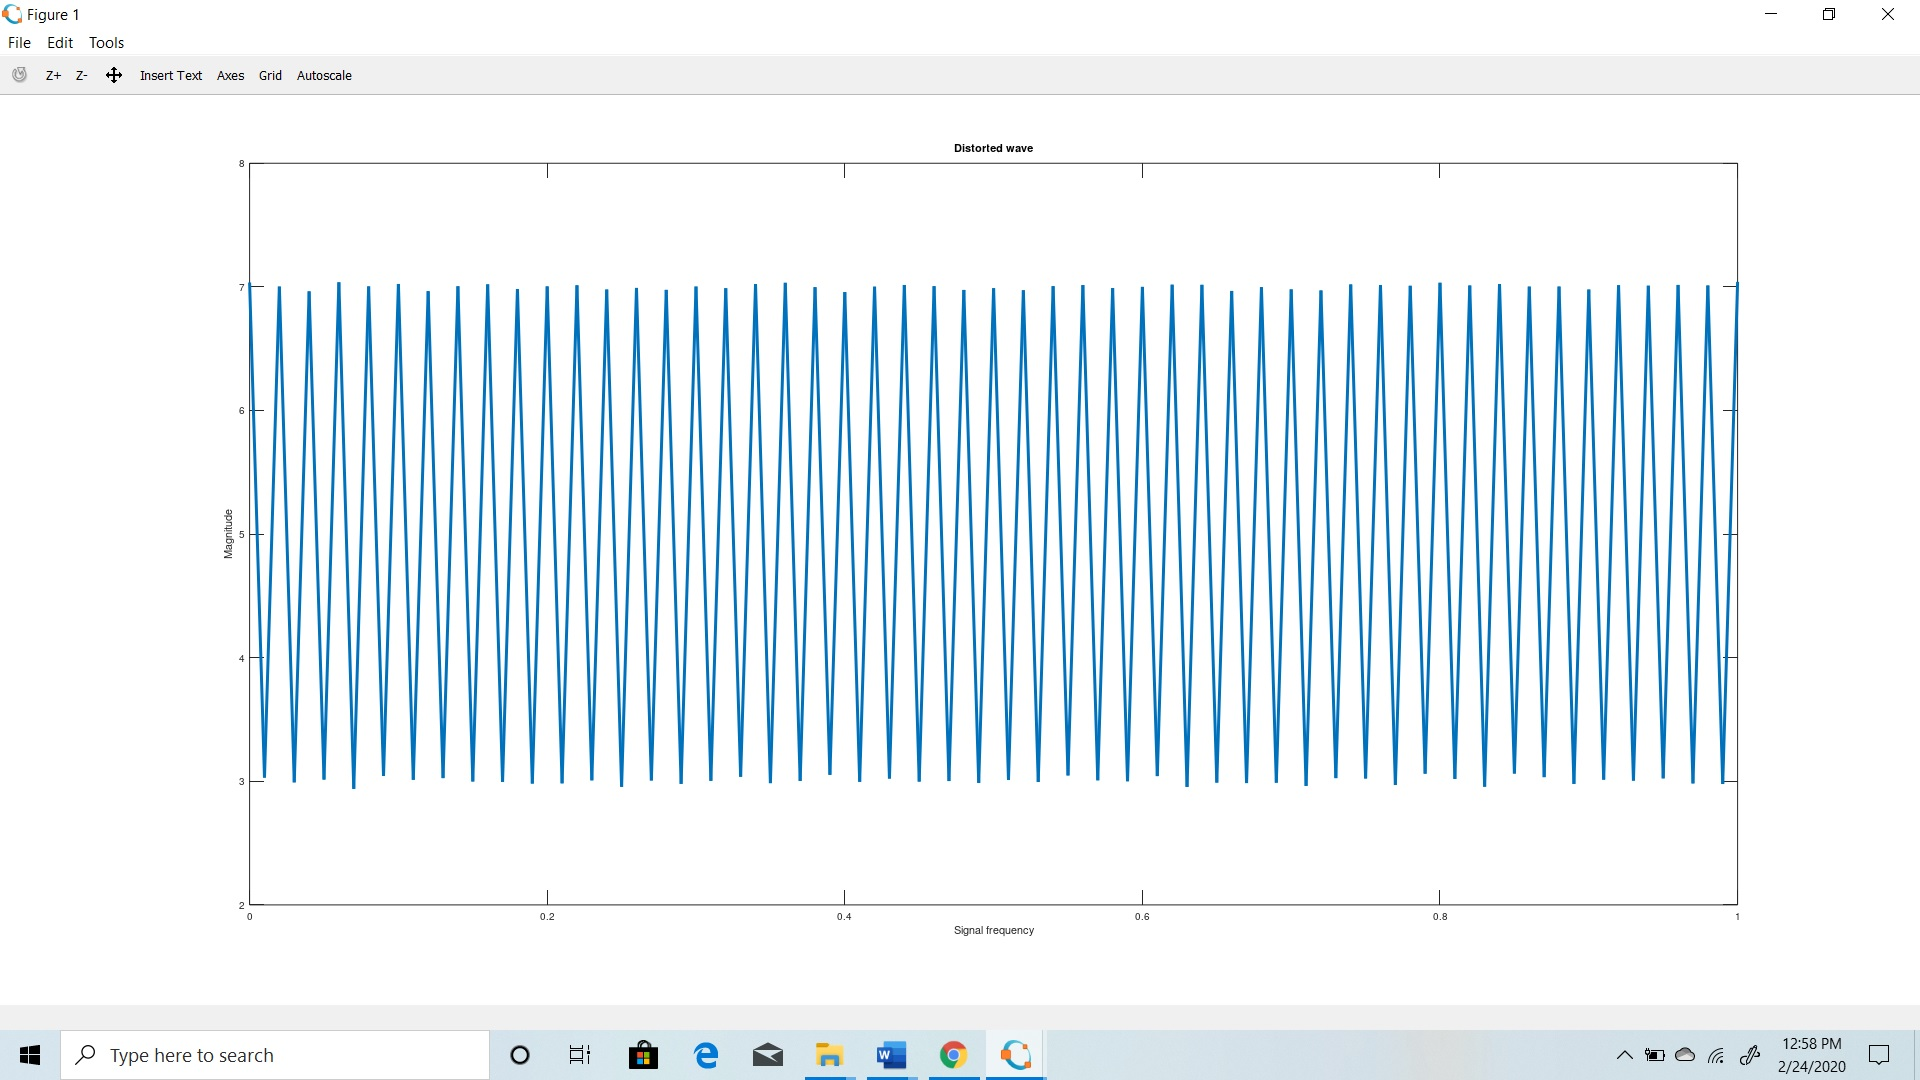 Figure 1
File Edit Tools
Z+ Z- Insert Text Axes Grid Autoscale
Distorted wave
8
7
6
5
4
3
2
Magnitude
0 0.2 0.4 0.6 0.8 1
Signal frequency
Type here to search
12:58 PM
2/24/2020